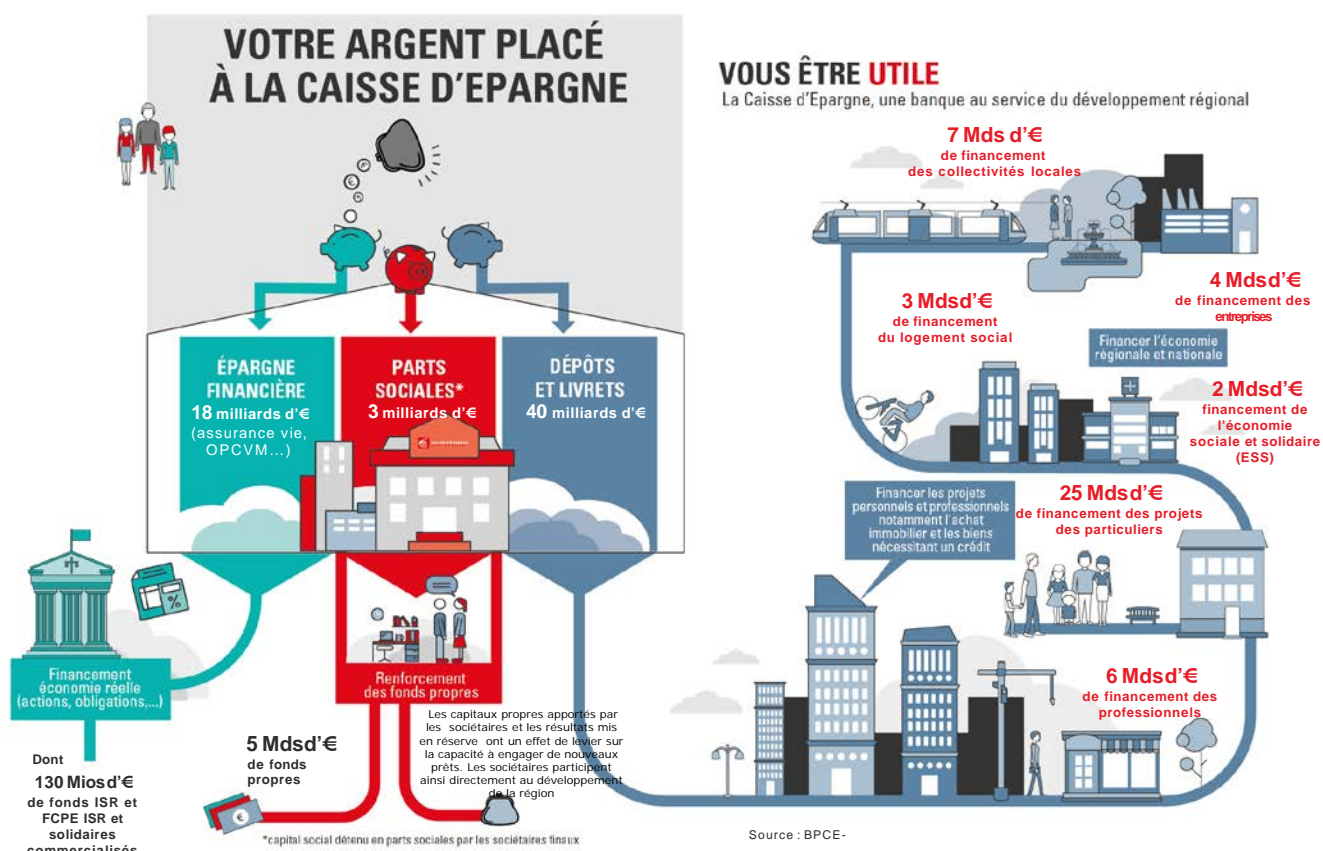 VOTRE ARGENT PLACÉ
À LA CAISSE D'EPARGNE
ÉPARGNE
FINANCIÈRE
18 milliards d'€
(assurance vie,
OPCVM...)
PARTS
SOCIALES*
3 milliards d'€
DÉPÔTS
ET LIVRETS
40 milliards d'€
Financement
économie réelle
(actions, obligations,...)
Dont
130 Mios d'€
de fonds ISR et
FCPE ISR et
solidaires
commercialisés
Renforcement
des fonds propres
5 Mds d'€
de fonds
propres
Les capitaux propres apportés par
les sociétaires et les résultats mis
en réserve ont un effet de levier sur
la capacité à engager de nouveaux
prêts. Les sociétaires participent
ainsi directement au développement
de la région
*capital social détenu en parts sociales par les sociétaires finaux
VOUS ÊTRE UTILE
La Caisse d'Epargne, une banque au service du développement régional
7 Mds d'€
de financement
des collectivités locales
4 Mds d'€
de financement des
entreprises
3 Mds d'€
de financement
du logement social
Financer l'économie
régionale et nationale
2 Mds d'€
financement de
l'économie
sociale et solidaire
(ESS)
Financer les projets
personnels et professionnels
notamment l'achat
immobilier et les biens
nécessitant un crédit
25 Mds d'€
de financement des projets
des particuliers
6 Mds d'€
de financement des
professionnels
Source : BPCE-